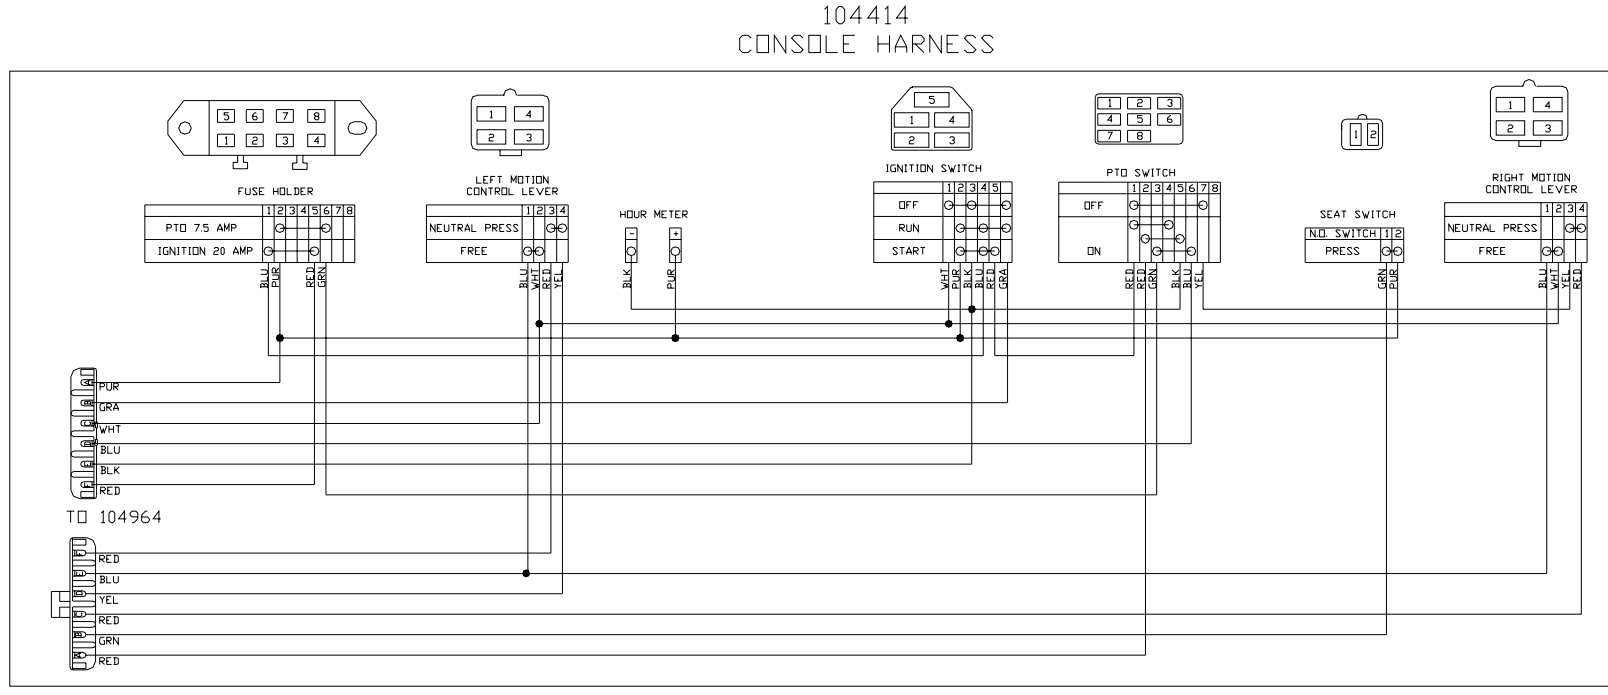 104414
CONSOLE HARNESS
5 6 7 8
1 2 3 4
FUSE HOLDER
1 2 3 4 5 6 7 8
PTO 7.5 AMP
IGNITION 20 AMP
BLU PUR RED GRN
1 4
2 3
LEFT MOTION
CONTROL LEVER
1 2 3 4
NEUTRAL PRESS
FREE
BLU WHT RED YEL
HOUR METER
- +
BLK PUR
5
1 4
2 3
IGNITION SWITCH
1 2 3 4 5
OFF
RUN
START
WHT PUR BLK BLU RED GRA
1 2 3
4 5 6
7 8
PTO SWITCH
1 2 3 4 5 6 7 8
OFF
ON
RED RED GRN BLK BLU YEL
1 2
SEAT SWITCH
N.O. SWITCH 1 2
PRESS
GRN PUR
1 4
2 3
RIGHT MOTION
CONTROL LEVER
1 2 3 4
NEUTRAL PRESS
FREE
BLU WHT YEL RED
A PUR
B GRA
C WHT
D BLU
E BLK
F RED
TO 104964
F RED
E BLU
D YEL
C RED
B GRN
A RED